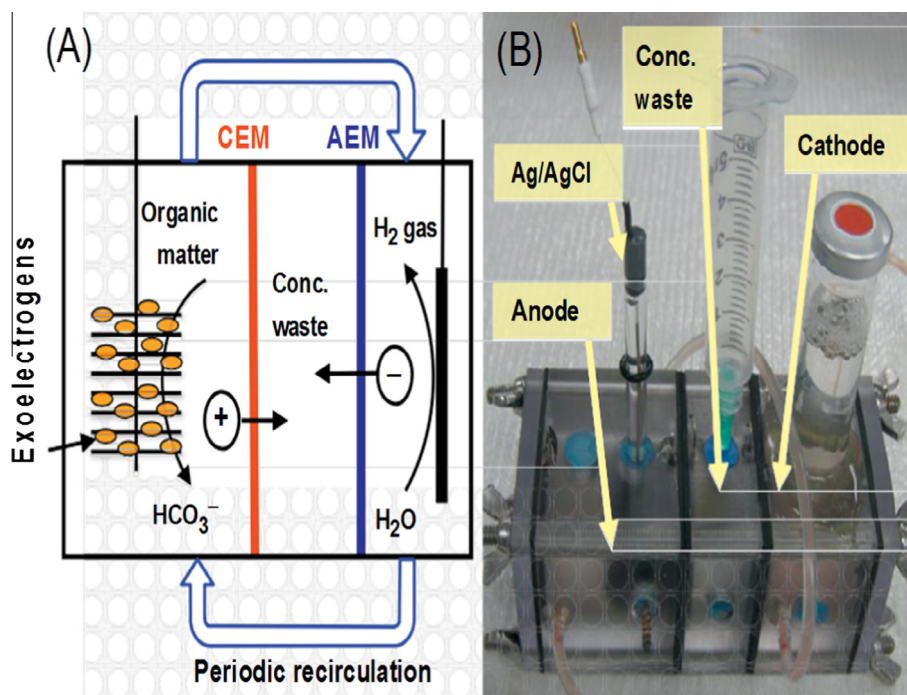 (A)
CEM
AEM
Organic
matter
H₂ gas
Conc.
waste
Exoelectrogens
+
–
HCO₃⁻
H₂O
Periodic recirculation
(B)
Conc.
waste
Ag/AgCl
Cathode
Anode